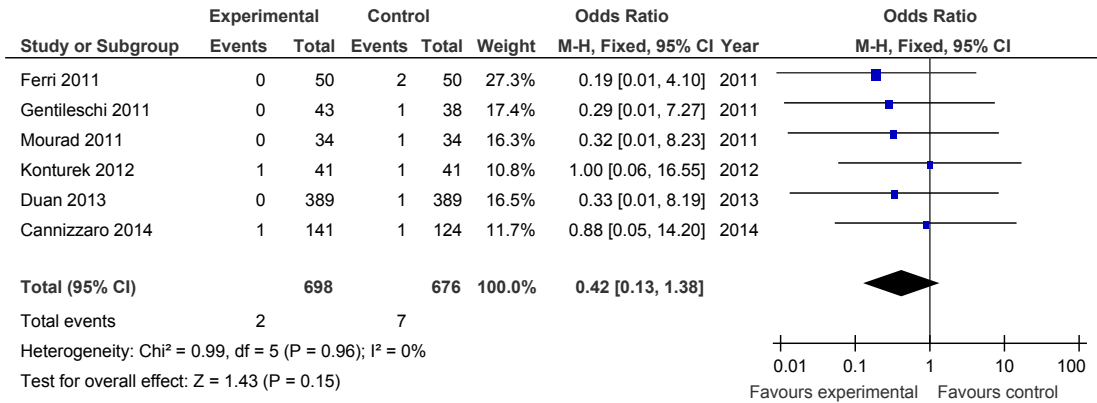 Experimental Control Odds Ratio Odds Ratio
Study or Subgroup Events Total Events Total Weight M-H, Fixed, 95% CI Year M-H, Fixed, 95% CI
Ferri 2011 0 50 2 50 27.3% 0.19 [0.01, 4.10] 2011
Gentileschi 2011 0 43 1 38 17.4% 0.29 [0.01, 7.27] 2011
Mourad 2011 0 34 1 34 16.3% 0.32 [0.01, 8.23] 2011
Konturek 2012 1 41 1 41 10.8% 1.00 [0.06, 16.55] 2012
Duan 2013 0 389 1 389 16.5% 0.33 [0.01, 8.19] 2013
Cannizzaro 2014 1 141 1 124 11.7% 0.88 [0.05, 14.20] 2014
Total (95% CI) 698 676 100.0% 0.42 [0.13, 1.38]
Total events 2 7
Heterogeneity: Chi² = 0.99, df = 5 (P = 0.96); I² = 0%
Test for overall effect: Z = 1.43 (P = 0.15)
0.01 0.1 1 10 100
Favours experimental Favours control